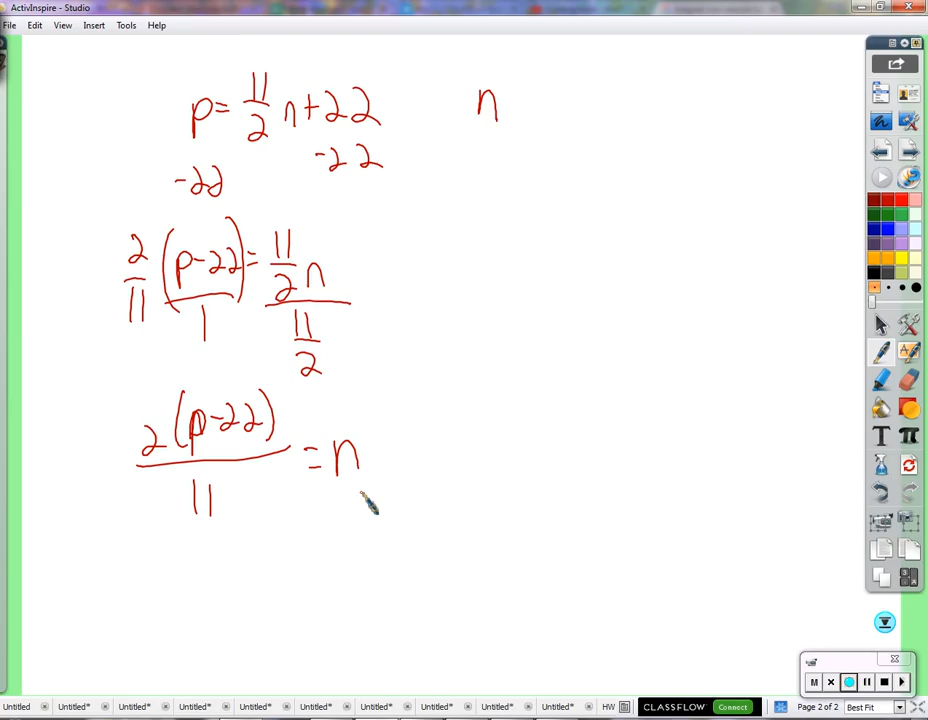 ActivInspire - Studio
File Edit View Insert Tools Help
p = 11/2 n + 22 n
-22
-22
2/11 (p-22)/1 = 11/2 n / 11/2
2(p-22)/11 = n
Untitled Untitled* Untitled* Untitled* Untitled* Untitled* Untitled* Untitled* Untitled* Untitled* HW CLASSFLOW Connect Page 2 of 2 Best Fit